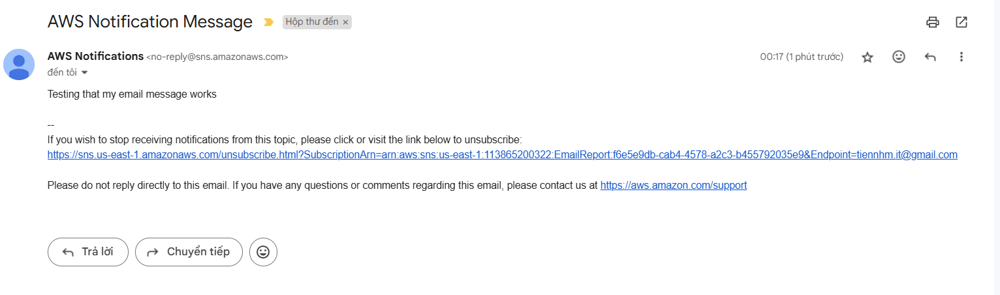 AWS Notification Message Hộp thư đến ×
AWS Notifications <no-reply@sns.amazonaws.com> 00:17 (1 phút trước)
đến tôi
Testing that my email message works
--
If you wish to stop receiving notifications from this topic, please click or visit the link below to unsubscribe:
https://sns.us-east-1.amazonaws.com/unsubscribe.html?SubscriptionArn=arn:aws:sns:us-east-1:113865200322:EmailReport:f6e5e9db-cab4-4578-a2c3-b455792035e9&Endpoint=tiennhm.it@gmail.com
Please do not reply directly to this email. If you have any questions or comments regarding this email, please contact us at https://aws.amazon.com/support
Trả lời Chuyển tiếp